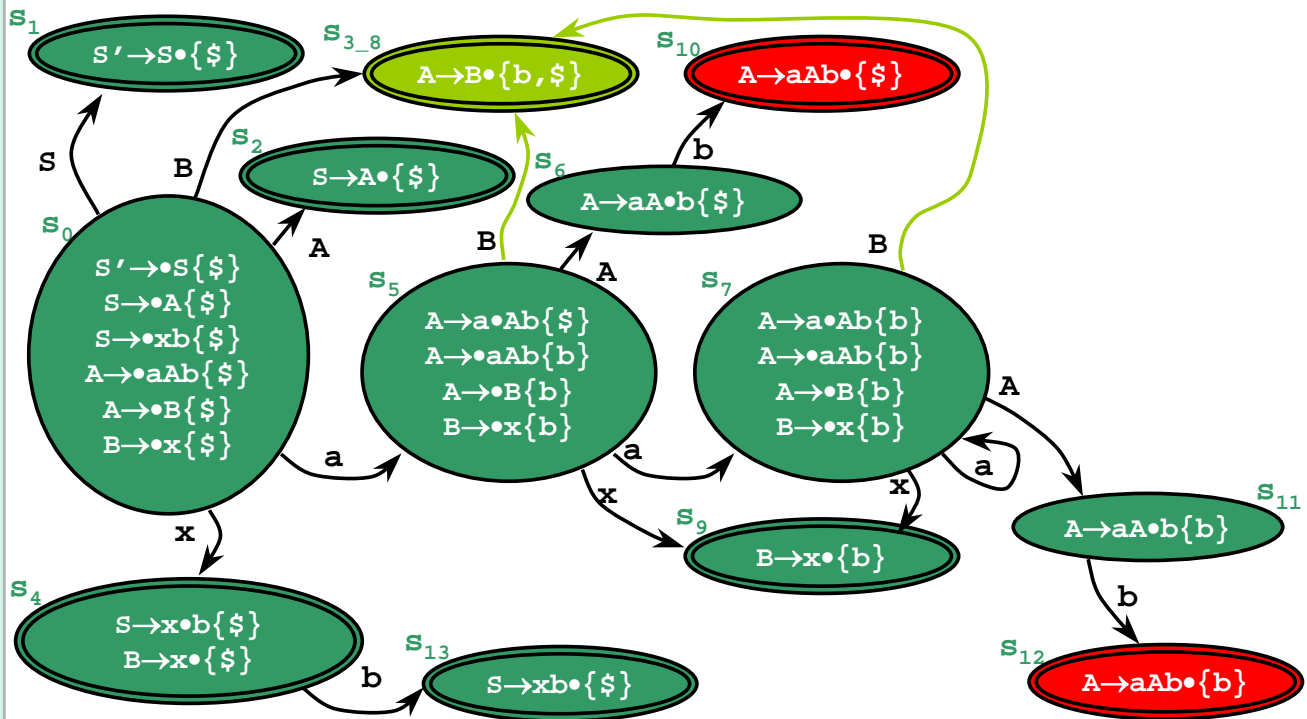 s₁
S'→S•{$}
s₃_₈
A→B•{b,$}
s₁₀
A→aAb•{$}
S
B
s₂
S→A•{$}
b
s₆
A→aA•b{$}
s₀
S'→•S{$}
S→•A{$}
S→•xb{$}
A→•aAb{$}
A→•B{$}
B→•x{$}
A
B
A
s₅
A→a•Ab{$}
A→•aAb{b}
A→•B{b}
B→•x{b}
B
s₇
A→a•Ab{b}
A→•aAb{b}
A→•B{b}
B→•x{b}
A
a
a
a
x
x
x
s₉
B→x•{b}
s₁₁
A→aA•b{b}
s₄
S→x•b{$}
B→x•{$}
b
s₁₃
S→xb•{$}
b
s₁₂
A→aAb•{b}